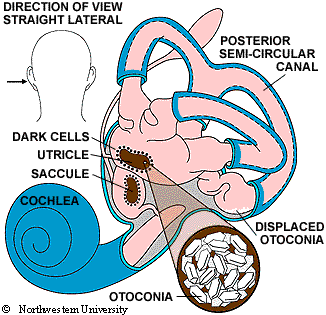 DIRECTION OF VIEW
STRAIGHT LATERAL
POSTERIOR
SEMI-CIRCULAR
CANAL
DARK CELLS
UTRICLE
SACCULE
COCHLEA
DISPLACED
OTOCONIA
OTOCONIA
© Northwestern University